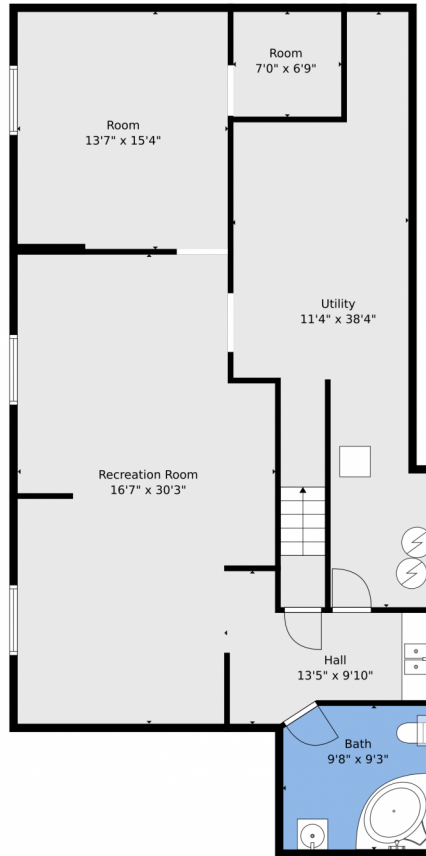 Room
7'0" x 6'9"
Room
13'7" x 15'4"
Utility
11'4" x 38'4"
Recreation Room
16'7" x 30'3"
Hall
13'5" x 9'10"
Bath
9'8" x 9'3"